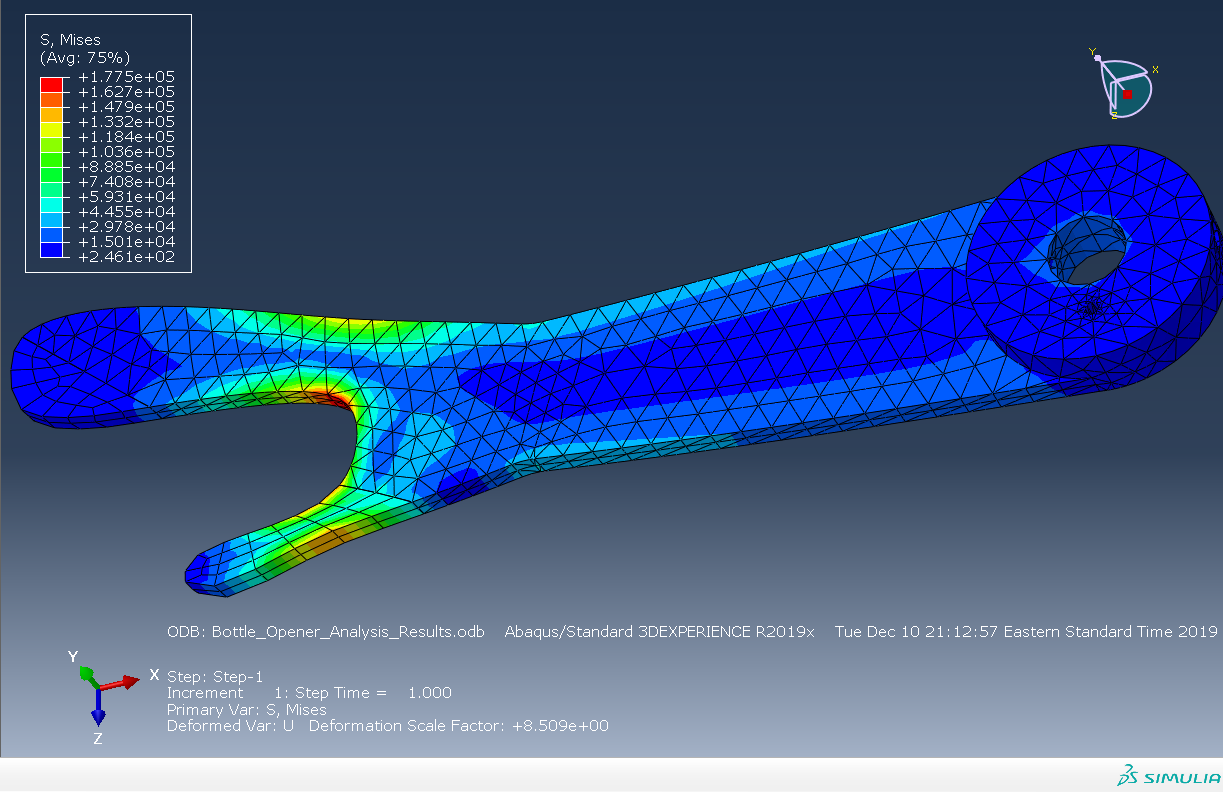 S, Mises
(Avg: 75%)
+1.775e+05
+1.627e+05
+1.479e+05
+1.332e+05
+1.184e+05
+1.036e+05
+8.885e+04
+7.408e+04
+5.931e+04
+4.455e+04
+2.978e+04
+1.501e+04
+2.461e+02
Y
X
Z
ODB: Bottle_Opener_Analysis_Results.odb Abaqus/Standard 3DEXPERIENCE R2019x Tue Dec 10 21:12:57 Eastern Standard Time 2019
Y
X
Z
Step: Step-1
Increment 1: Step Time = 1.000
Primary Var: S, Mises
Deformed Var: U Deformation Scale Factor: +8.509e+00
SIMULIA